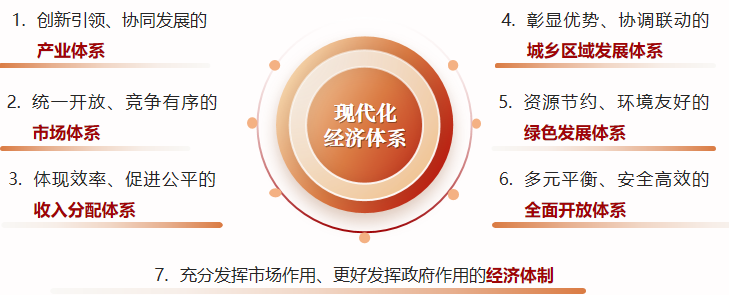 1. 创新引领、协同发展的
产业体系
2. 统一开放、竞争有序的
市场体系
3. 体现效率、促进公平的
收入分配体系
现代化
经济体系
4. 彰显优势、协调联动的
城乡区域发展体系
5. 资源节约、环境友好的
绿色发展体系
6. 多元平衡、安全高效的
全面开放体系
7. 充分发挥市场作用、更好发挥政府作用的经济体制